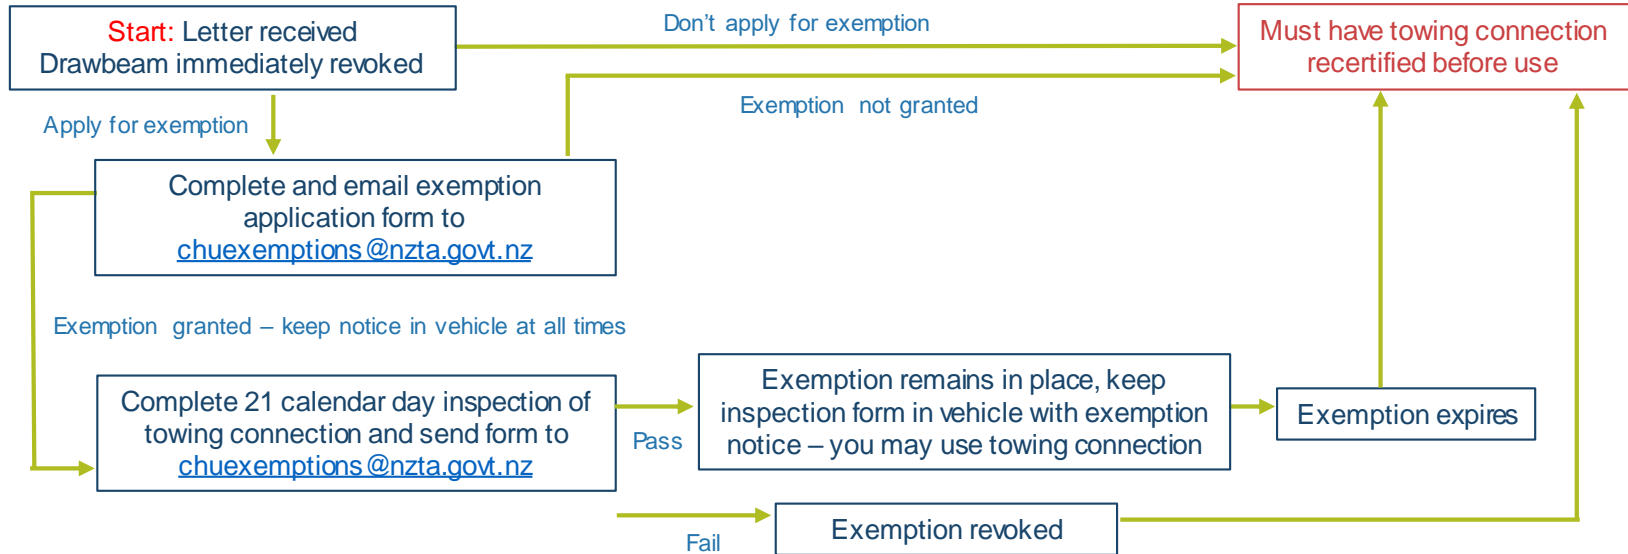 Start: Letter received
Drawbeam immediately revoked
Don't apply for exemption
Must have towing connection
recertified before use
Exemption not granted
Apply for exemption
Complete and email exemption
application form to
chuexemptions@nzta.govt.nz
Exemption granted – keep notice in vehicle at all times
Complete 21 calendar day inspection of
towing connection and send form to
chuexemptions@nzta.govt.nz
Pass
Exemption remains in place, keep
inspection form in vehicle with exemption
notice – you may use towing connection
Exemption expires
Fail
Exemption revoked